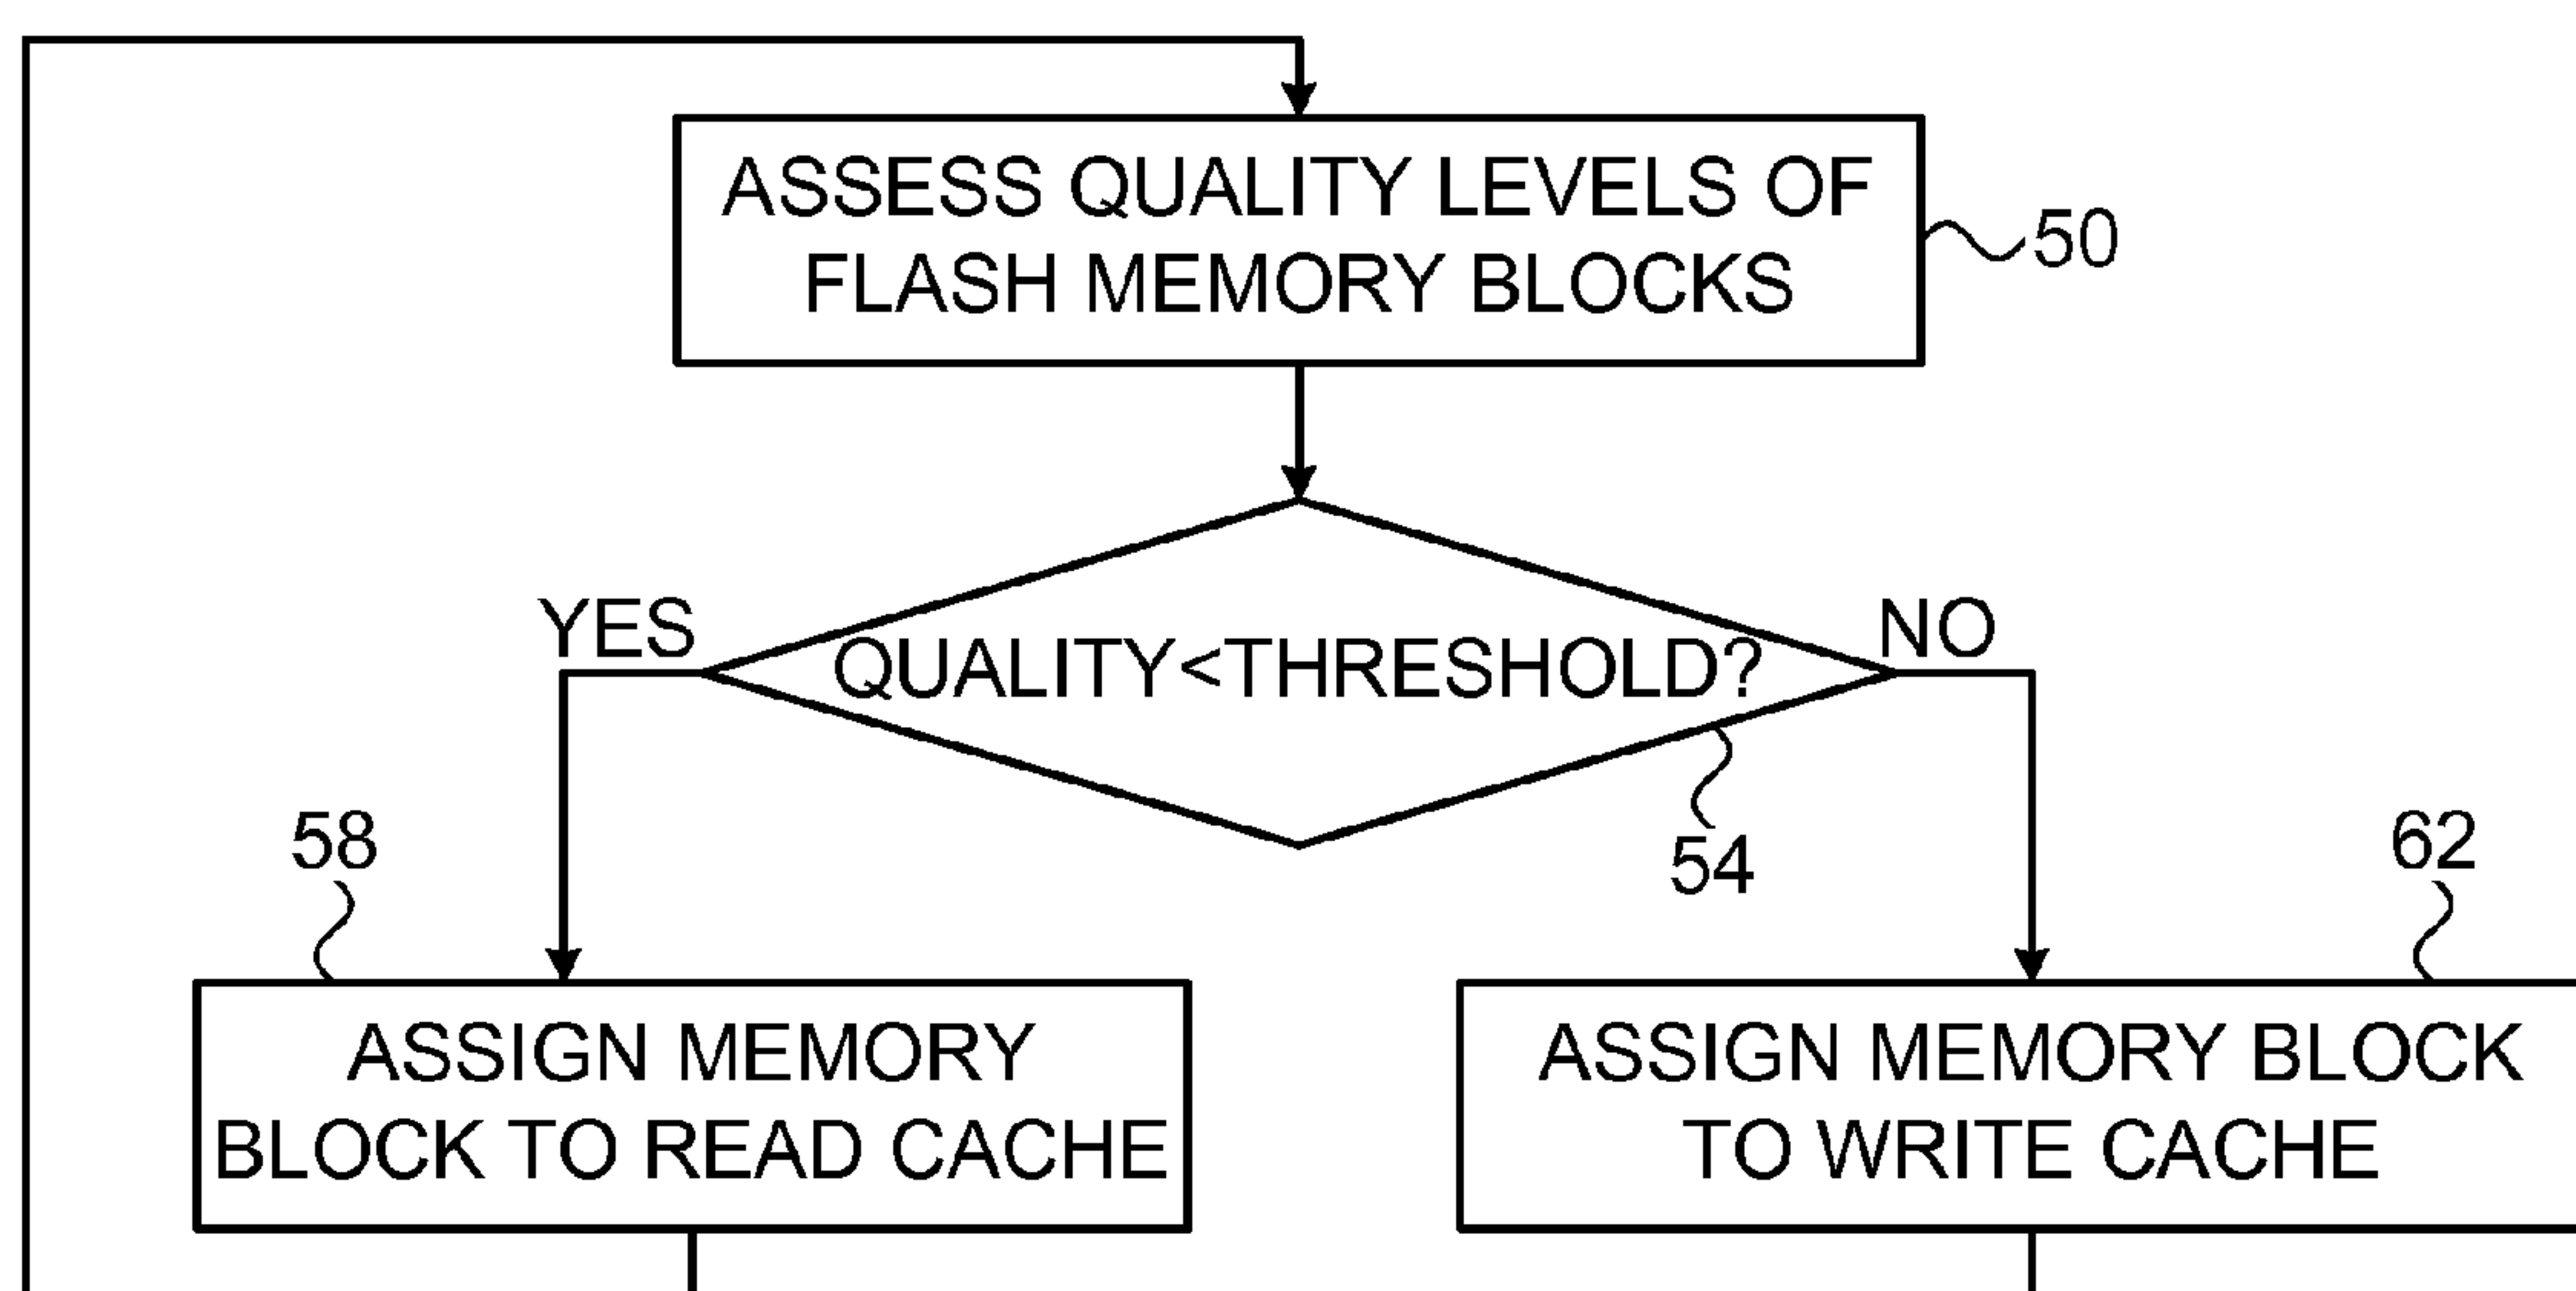 ASSESS QUALITY LEVELS OF
FLASH MEMORY BLOCKS
50
YES
QUALITY<THRESHOLD?
NO
54
58
ASSIGN MEMORY
BLOCK TO READ CACHE
62
ASSIGN MEMORY BLOCK
TO WRITE CACHE